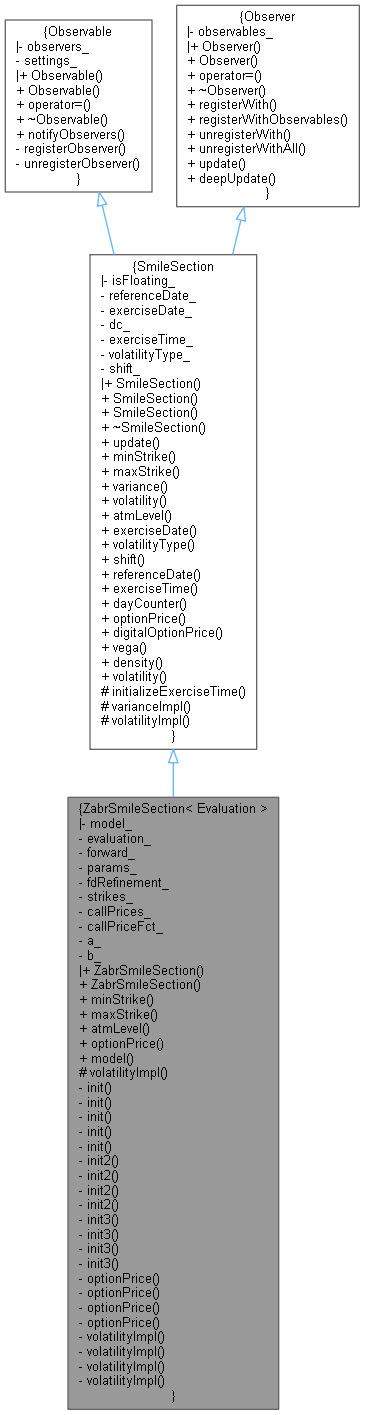 {Observable
|- observers_
- settings_
|+ Observable()
+ Observable()
+ operator=()
+ ~Observable()
+ notifyObservers()
- registerObserver()
- unregisterObserver()
}
{Observer
|- observables_
|+ Observer()
+ Observer()
+ operator=()
+ ~Observer()
+ registerWith()
+ registerWithObservables()
+ unregisterWith()
+ unregisterWithAll()
+ update()
+ deepUpdate()
}
{SmileSection
|- isFloating_
- referenceDate_
- exerciseDate_
- dc_
- exerciseTime_
- volatilityType_
- shift_
|+ SmileSection()
+ SmileSection()
+ SmileSection()
+ ~SmileSection()
+ update()
+ minStrike()
+ maxStrike()
+ variance()
+ volatility()
+ atmLevel()
+ exerciseDate()
+ volatilityType()
+ shift()
+ referenceDate()
+ exerciseTime()
+ dayCounter()
+ optionPrice()
+ digitalOptionPrice()
+ vega()
+ density()
+ volatility()
# initializeExerciseTime()
# varianceImpl()
# volatilityImpl()
}
{ZabrSmileSection< Evaluation >
|- model_
- evaluation_
- forward_
- params_
- fdRefinement_
- strikes_
- callPrices_
- callPriceFct_
- a_
- b_
|+ ZabrSmileSection()
+ ZabrSmileSection()
+ minStrike()
+ maxStrike()
+ atmLevel()
+ optionPrice()
+ model()
# volatilityImpl()
- init()
- init()
- init()
- init()
- init()
- init2()
- init2()
- init2()
- init2()
- init3()
- init3()
- init3()
- init3()
- optionPrice()
- optionPrice()
- optionPrice()
- optionPrice()
- volatilityImpl()
- volatilityImpl()
- volatilityImpl()
- volatilityImpl()
}